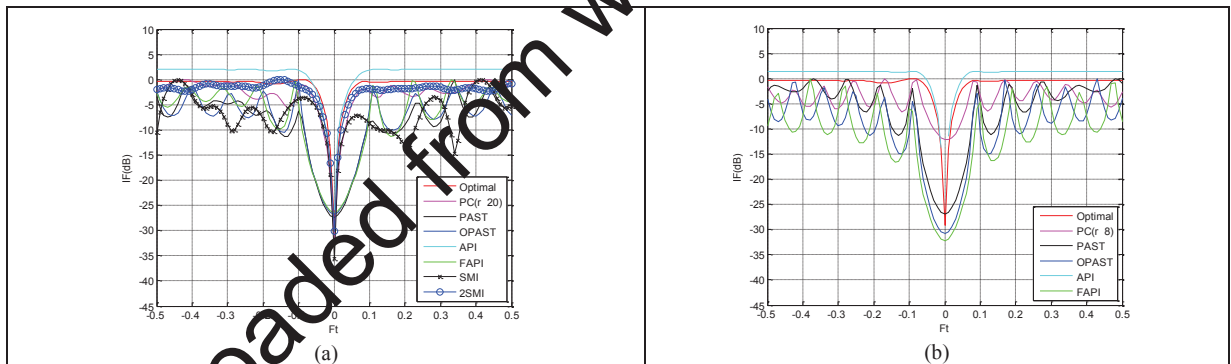 10
5
0
-5
-10
-15
-20
-25
-30
-35
-40
-45
IF(dB)
-0.5 -0.4 -0.3 -0.2 -0.1 0 0.1 0.2 0.3 0.4 0.5
Ft
Optimal
PC(r 20)
PAST
OPAST
API
FAPI
SMI
2SMI
(a)
10
5
0
-5
-10
-15
-20
-25
-30
-35
-40
-45
IF(dB)
-0.5 -0.4 -0.3 -0.2 -0.1 0 0.1 0.2 0.3 0.4 0.5
Ft
Optimal
PC(r 8)
PAST
OPAST
API
FAPI
(b)
oaded from w